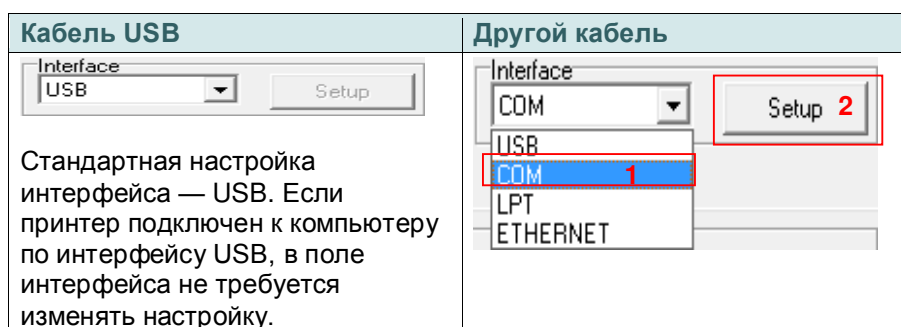 Кабель USB
Interface
USB
Setup
Стандартная настройка
интерфейса — USB. Если
принтер подключен к компьютеру
по интерфейсу USB, в поле
интерфейса не требуется
изменять настройку.
Другой кабель
Interface
COM
Setup 2
USB
COM 1
LPT
ETHERNET